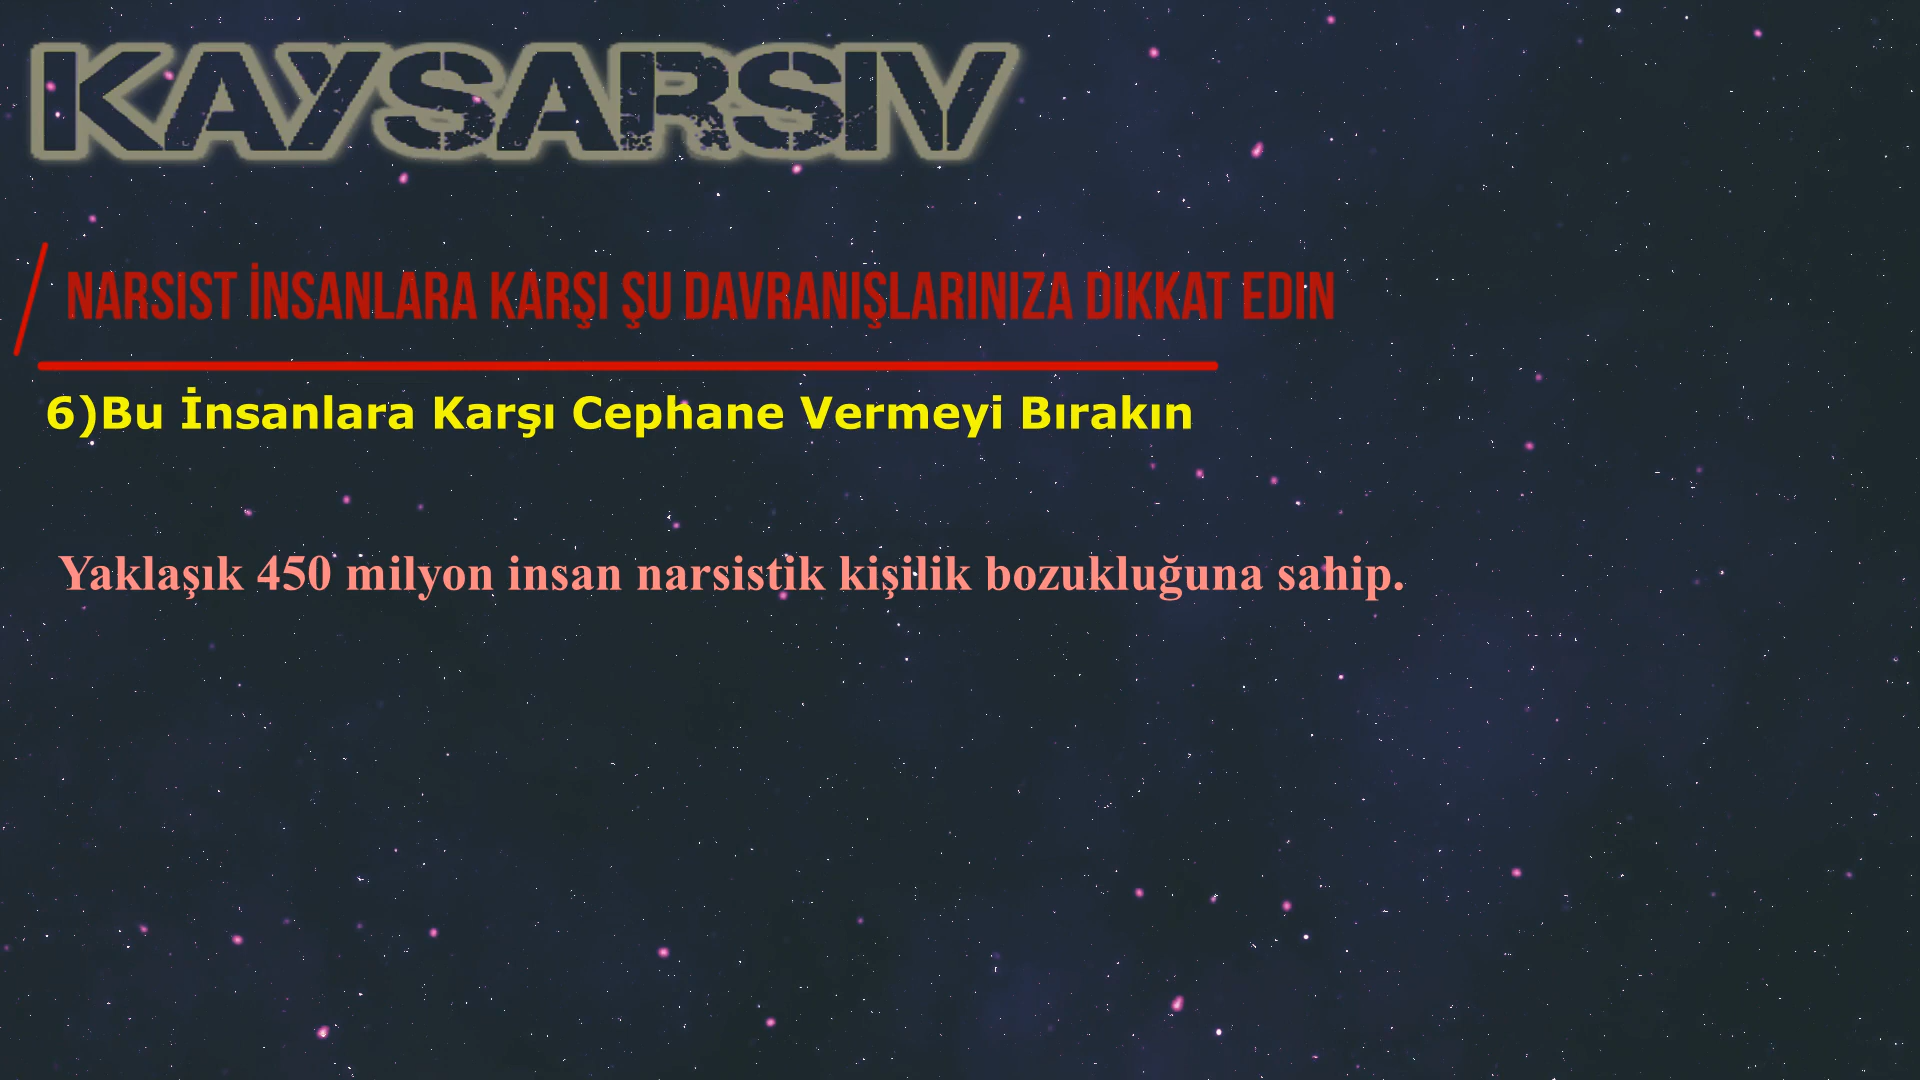 KAYSARSIV
NARSIST İNSANLARA KARŞI ŞU DAVRANIŞLARINIZA DIKKAT EDIN
6)Bu İnsanlara Karşı Cephane Vermeyi Bırakın
Yaklaşık 450 milyon insan narsistik kişilik bozukluğuna sahip.